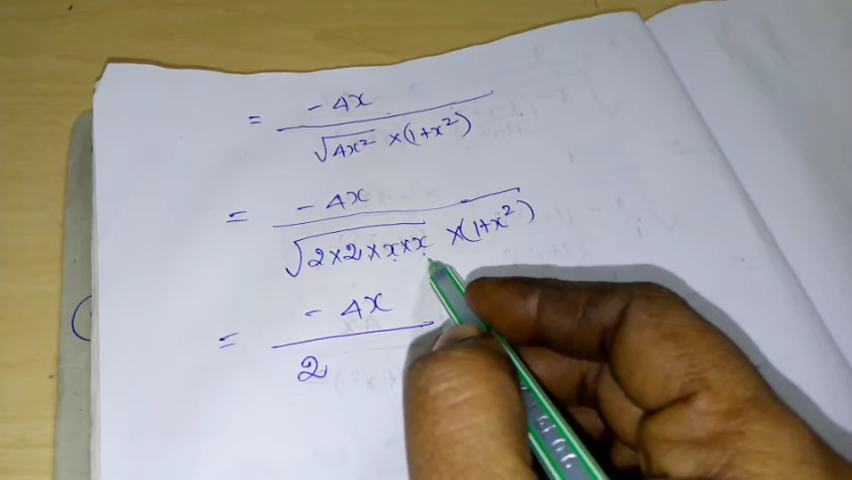 = -4x / √4x² ×(1+x²)
= -4x / √2×2×x×x ×(1+x²)
= -4x / 2